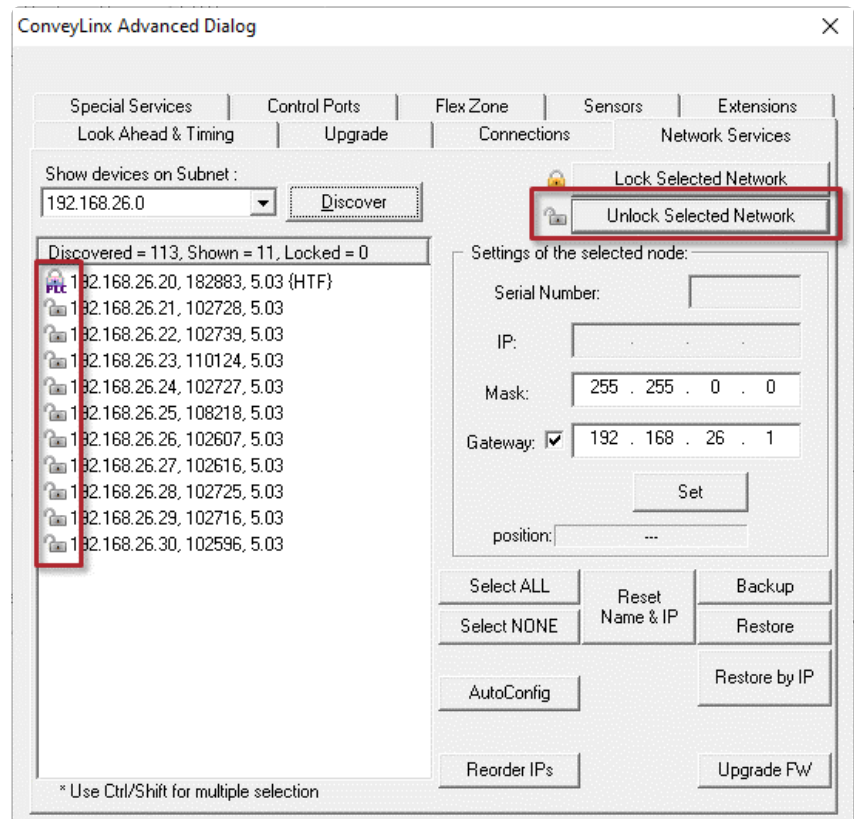 ConveyLinx Advanced Dialog
Special Services Control Ports Flex Zone Sensors Extensions
Look Ahead & Timing Upgrade Connections Network Services
Show devices on Subnet :
192.168.26.0 Discover
Lock Selected Network
Unlock Selected Network
Discovered = 113, Shown = 11, Locked = 0
PLC 192.168.26.20, 182883, 5.03 {HTF}
192.168.26.21, 102728, 5.03
192.168.26.22, 102739, 5.03
192.168.26.23, 110124, 5.03
192.168.26.24, 102727, 5.03
192.168.26.25, 108218, 5.03
192.168.26.26, 102607, 5.03
192.168.26.27, 102616, 5.03
192.168.26.28, 102725, 5.03
192.168.26.29, 102716, 5.03
192.168.26.30, 102596, 5.03
* Use Ctrl/Shift for multiple selection
Settings of the selected node:
Serial Number:
IP: . . .
Mask: 255 . 255 . 0 . 0
Gateway: 192 . 168 . 26 . 1
Set
position: ---
Select ALL
Select NONE
Reset
Name & IP
Backup
Restore
AutoConfig
Restore by IP
Reorder IPs
Upgrade FW